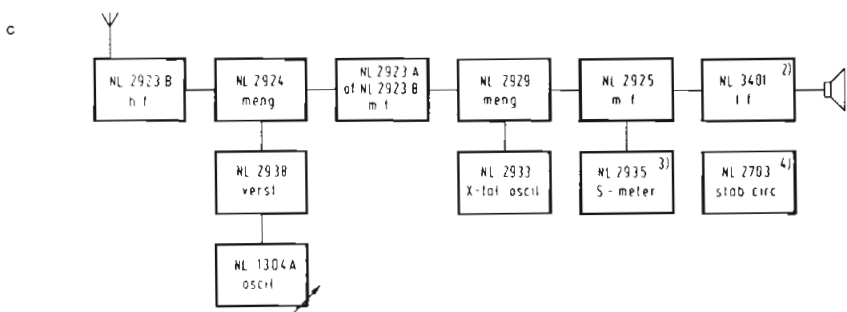 c
NL 2923 B
h f
NL 2924
meng
NL 2923 A
of NL 2923 B
m f
NL 2929
meng
NL 2925
m f
NL 3401 2)
l f
NL 2938
verst
NL 2933
X-tal oscil
NL 2935 3)
S-meter
NL 2703 4)
stab circ
NL 1304 A
oscil